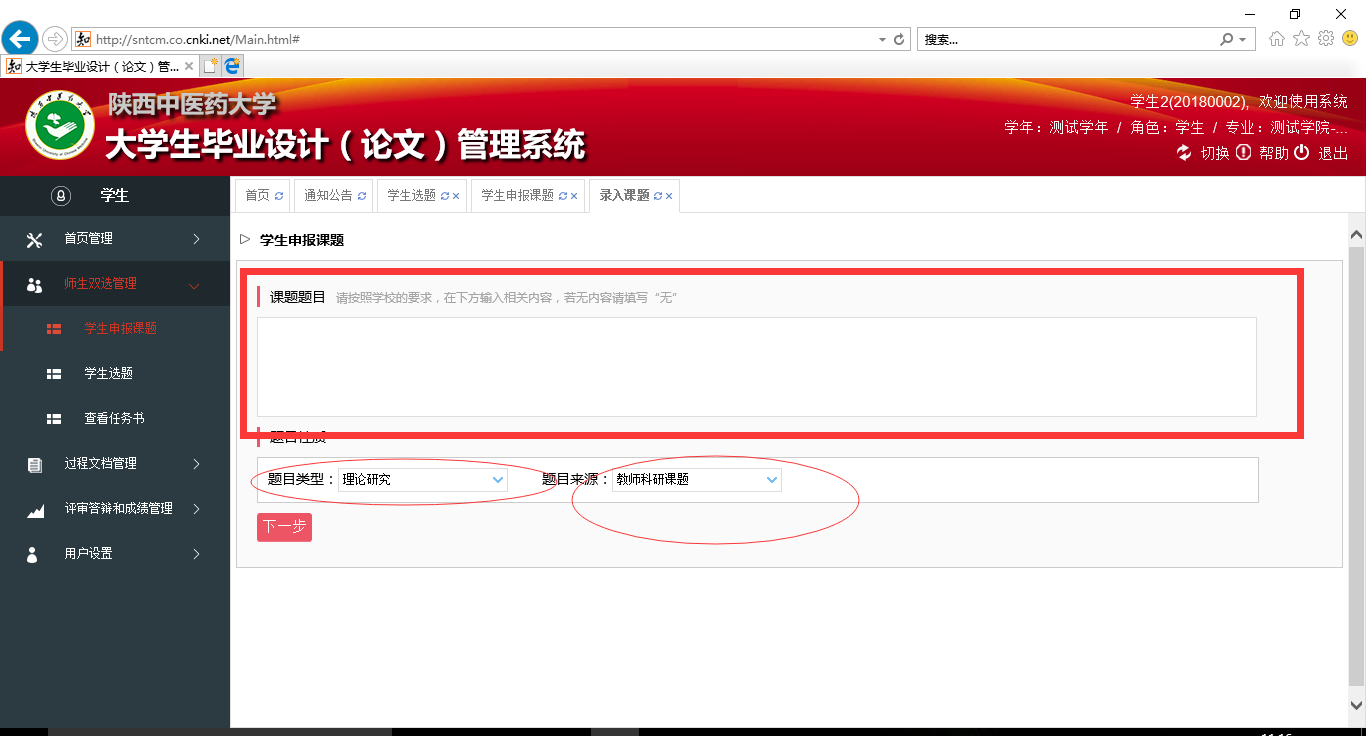 http://sntcm.co.cnki.net/Main.html#
搜索...
大学生毕业设计（论文）管...
陕西中医药大学
大学生毕业设计（论文）管理系统
学生2(20180002), 欢迎使用系统
学年：测试学年 / 角色：学生 / 专业：测试学院-...
切换 帮助 退出
学生
首页管理
师生双选管理
学生申报课题
学生选题
查看任务书
过程文档管理
评审答辩和成绩管理
用户设置
首页 通知公告 学生选题 学生申报课题 录入课题
学生申报课题
课题题目 请按照学校的要求，在下方输入相关内容，若无内容请填写“无”
题目性质
题目类型：理论研究 题目来源：教师科研课题
下一步